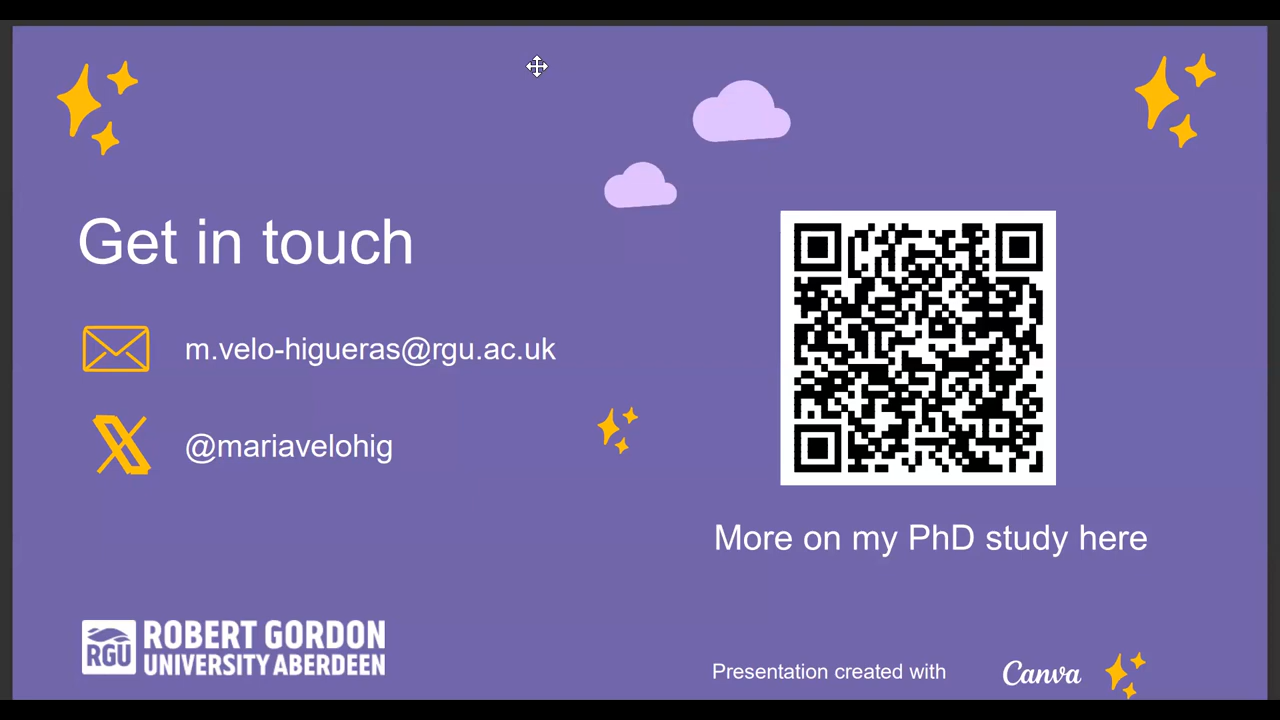 Get in touch
m.velo-higueras@rgu.ac.uk
@mariavelohig
More on my PhD study here
RGU
ROBERT GORDON
UNIVERSITY ABERDEEN
Presentation created with
Canva